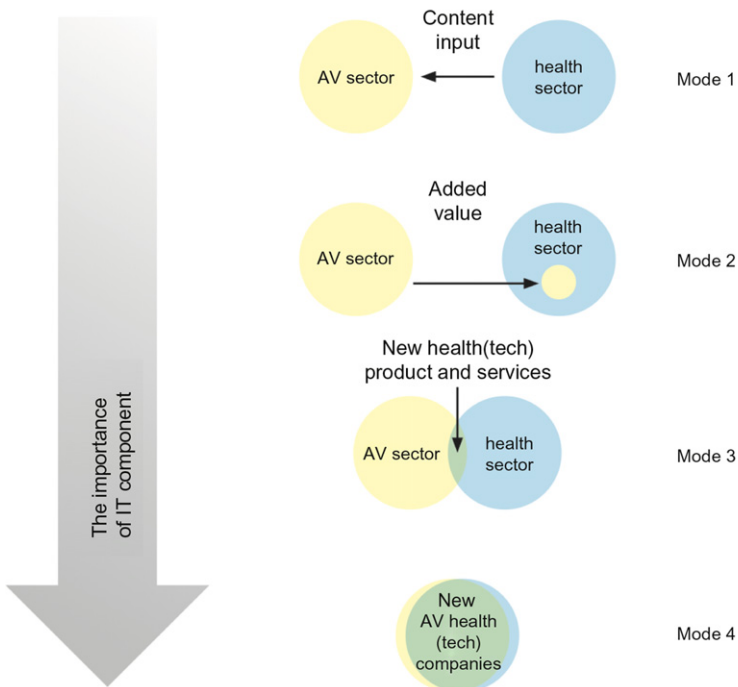 Content
input
AV sector
health
sector
Mode 1
Added
value
AV sector
health
sector
Mode 2
New health(tech)
product and services
AV sector
health
sector
Mode 3
The importance
of IT component
New
AV health
(tech)
companies
Mode 4